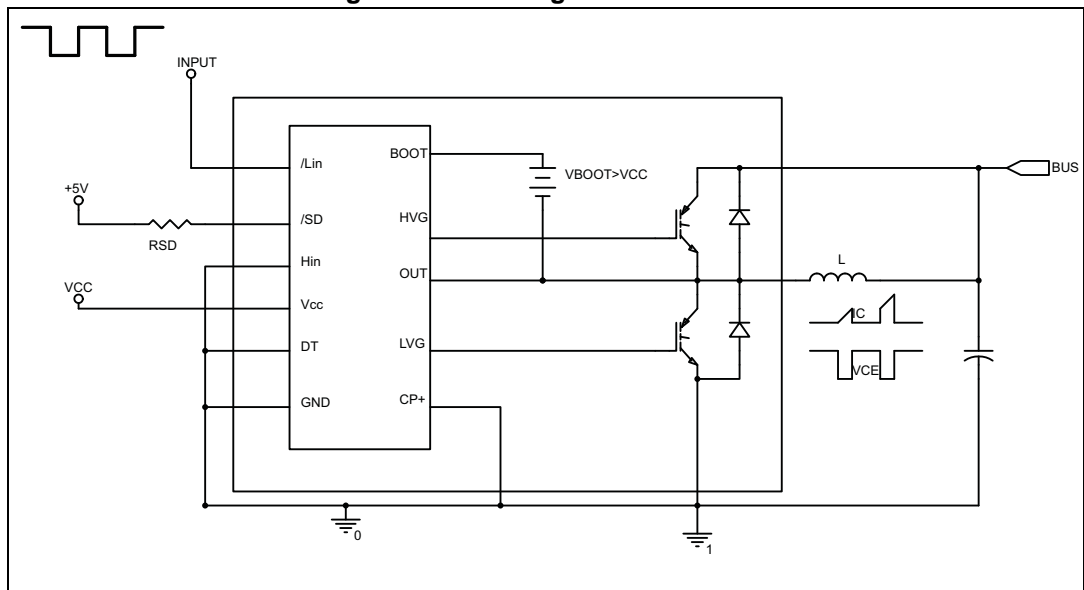 INPUT
/Lin
BOOT
VBOOT>VCC
BUS
+5V
/SD
HVG
RSD
Hin
OUT
L
VCC
Vcc
IC
DT
LVG
VCE
GND
CP+
0
1